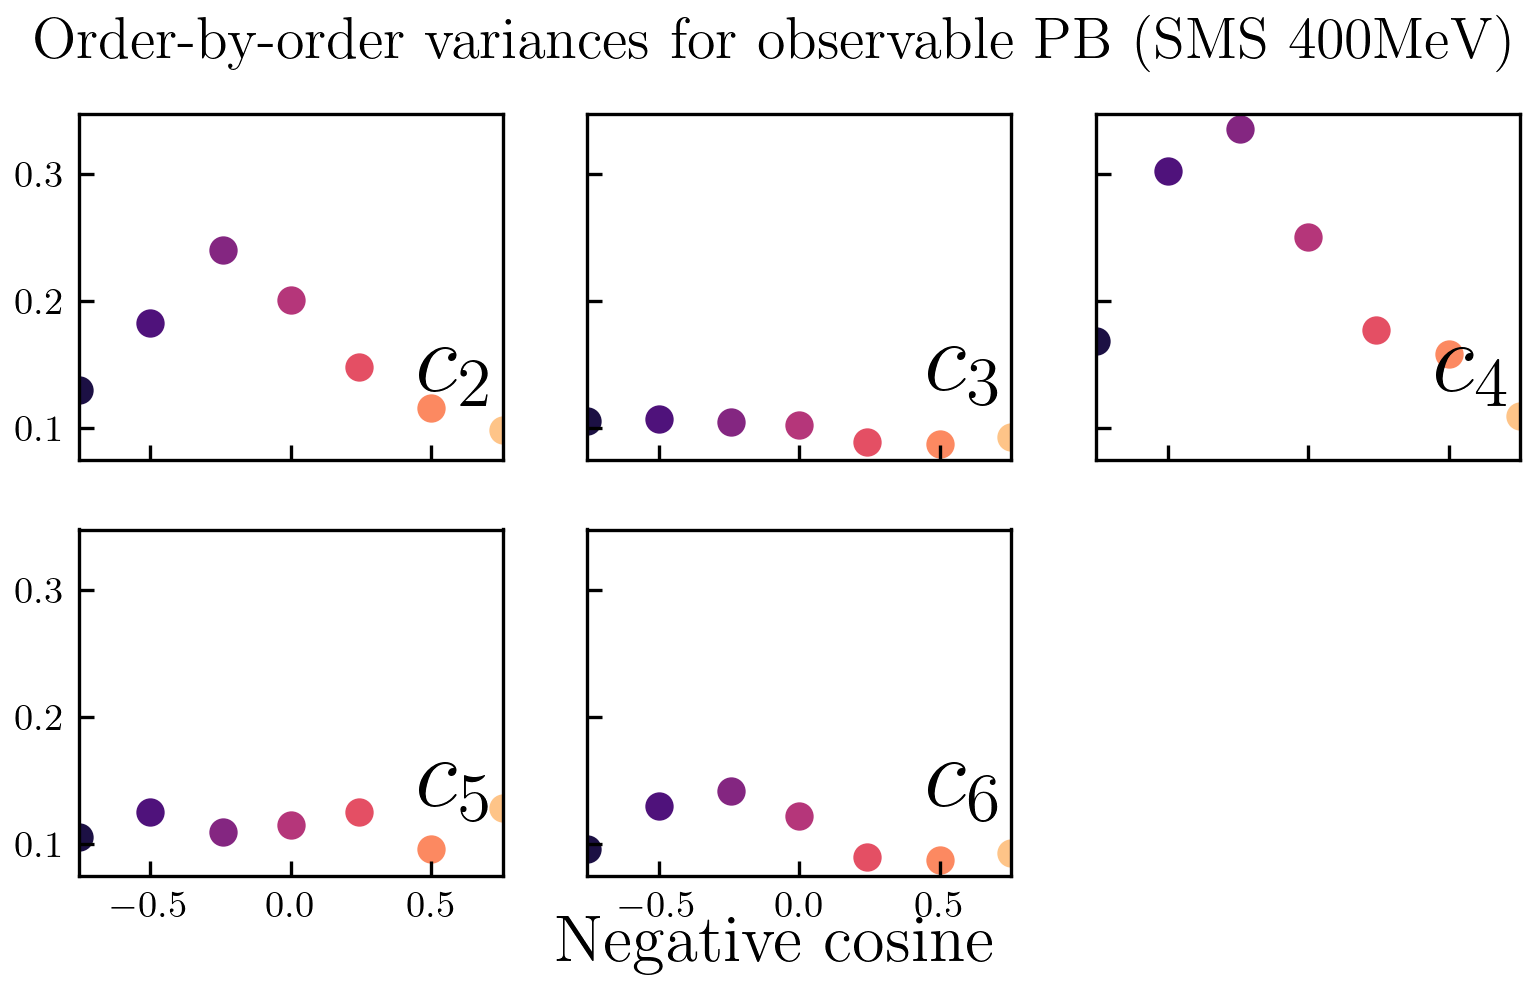 Order-by-order variances for observable PB (SMS 400MeV)
0.3
0.2
0.1
c2
c3
c4
0.3
0.2
0.1
c5
c6
−0.5 0.0 0.5
−0.5 0.0 0.5
Negative cosine